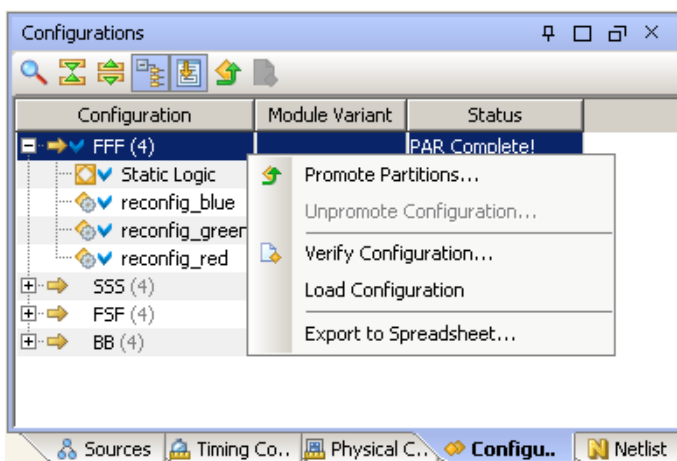 Configurations
Configuration Module Variant Status
FFF (4) PAR Complete!
Static Logic
reconfig_blue
reconfig_green
reconfig_red
SSS (4)
FSF (4)
BB (4)
Promote Partitions...
Unpromote Configuration...
Verify Configuration...
Load Configuration
Export to Spreadsheet...
Sources Timing Co.. Physical C.. Configu.. Netlist